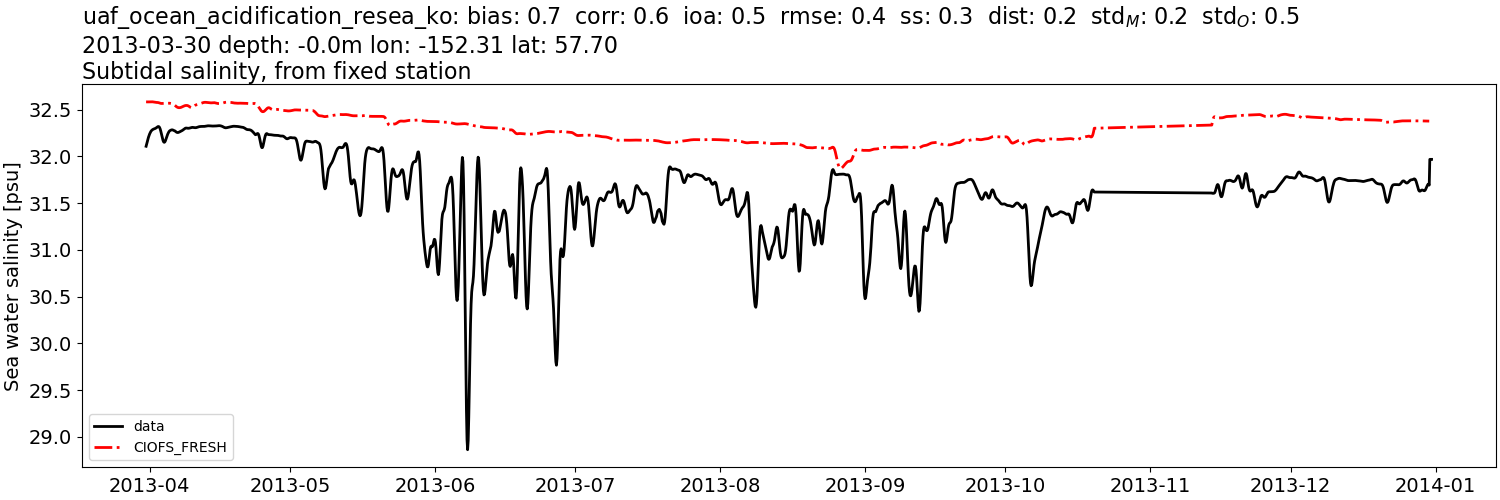 uaf_ocean_acidification_resea_ko: bias: 0.7  corr: 0.6  ioa: 0.5  rmse: 0.4  ss: 0.3  dist: 0.2  std_M: 0.2  std_O: 0.5
2013-03-30 depth: -0.0m lon: -152.31 lat: 57.70
Subtidal salinity, from fixed station
Sea water salinity [psu]
32.5
32.0
31.5
31.0
30.5
30.0
29.5
29.0
data
CIOFS_FRESH
2013-04 2013-05 2013-06 2013-07 2013-08 2013-09 2013-10 2013-11 2013-12 2014-01